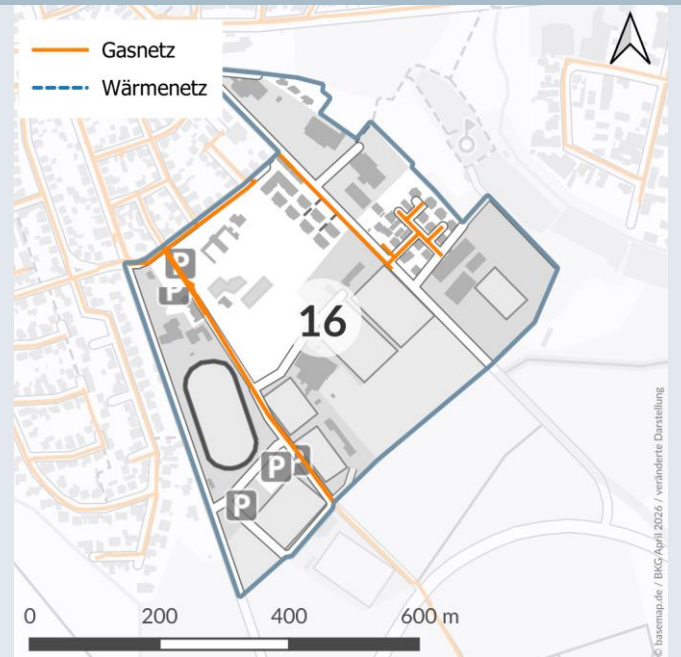 Gasnetz
Wärmenetz
P
P
16
P
P
0 200 400 600 m
© basemap.de / BKG April 2026 / veränderte Darstellung